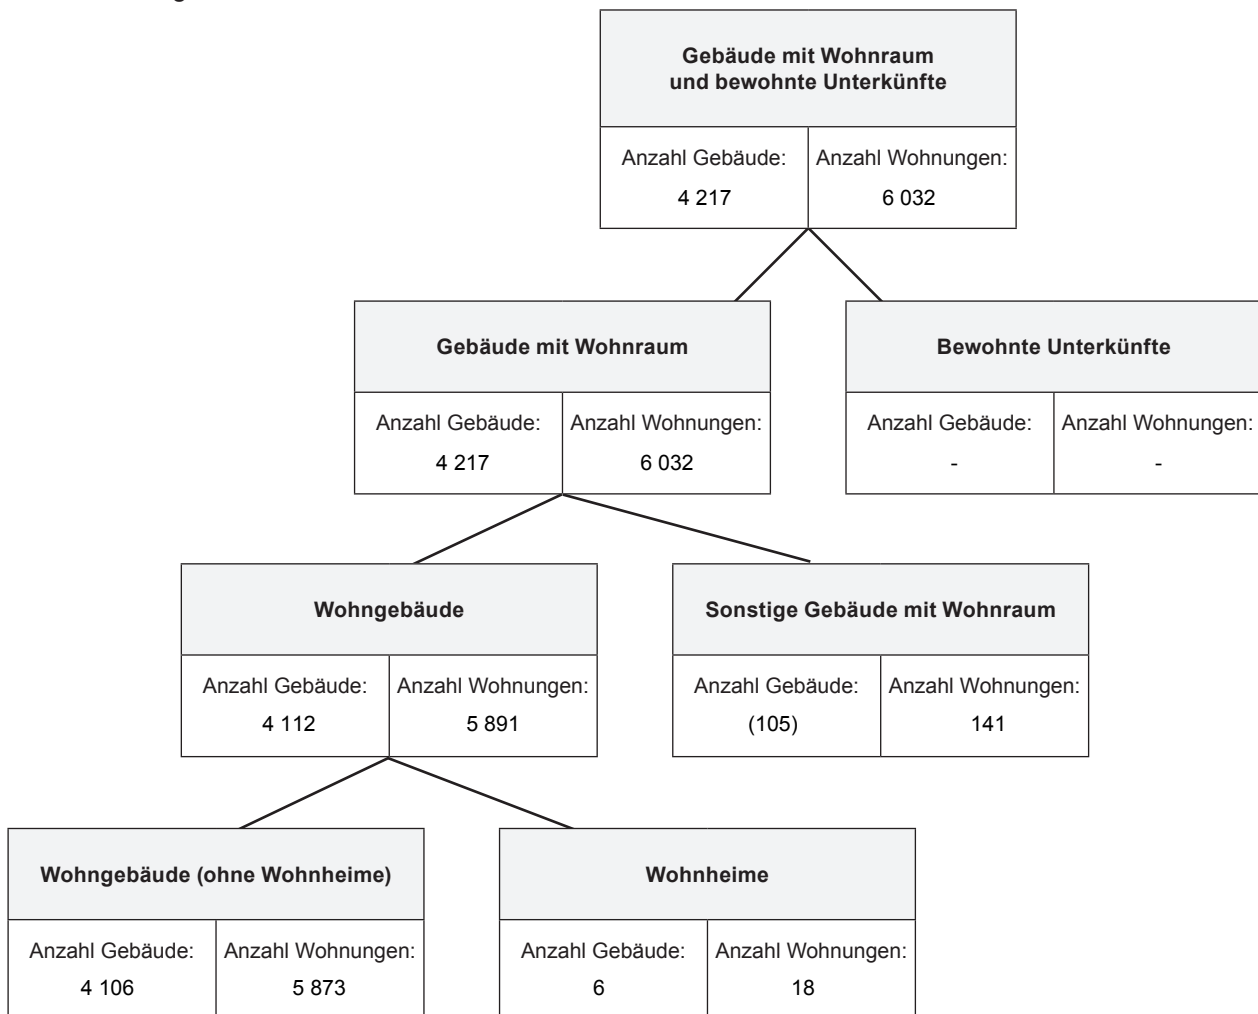 Gebäude mit Wohnraum
und bewohnte Unterkünfte
Anzahl Gebäude: Anzahl Wohnungen:
4 217 6 032
Gebäude mit Wohnraum Bewohnte Unterkünfte
Anzahl Gebäude: Anzahl Wohnungen: Anzahl Gebäude: Anzahl Wohnungen:
4 217 6 032 - -
Wohngebäude Sonstige Gebäude mit Wohnraum
Anzahl Gebäude: Anzahl Wohnungen: Anzahl Gebäude: Anzahl Wohnungen:
4 112 5 891 (105) 141
Wohngebäude (ohne Wohnheime) Wohnheime
Anzahl Gebäude: Anzahl Wohnungen: Anzahl Gebäude: Anzahl Wohnungen:
4 106 5 873 6 18